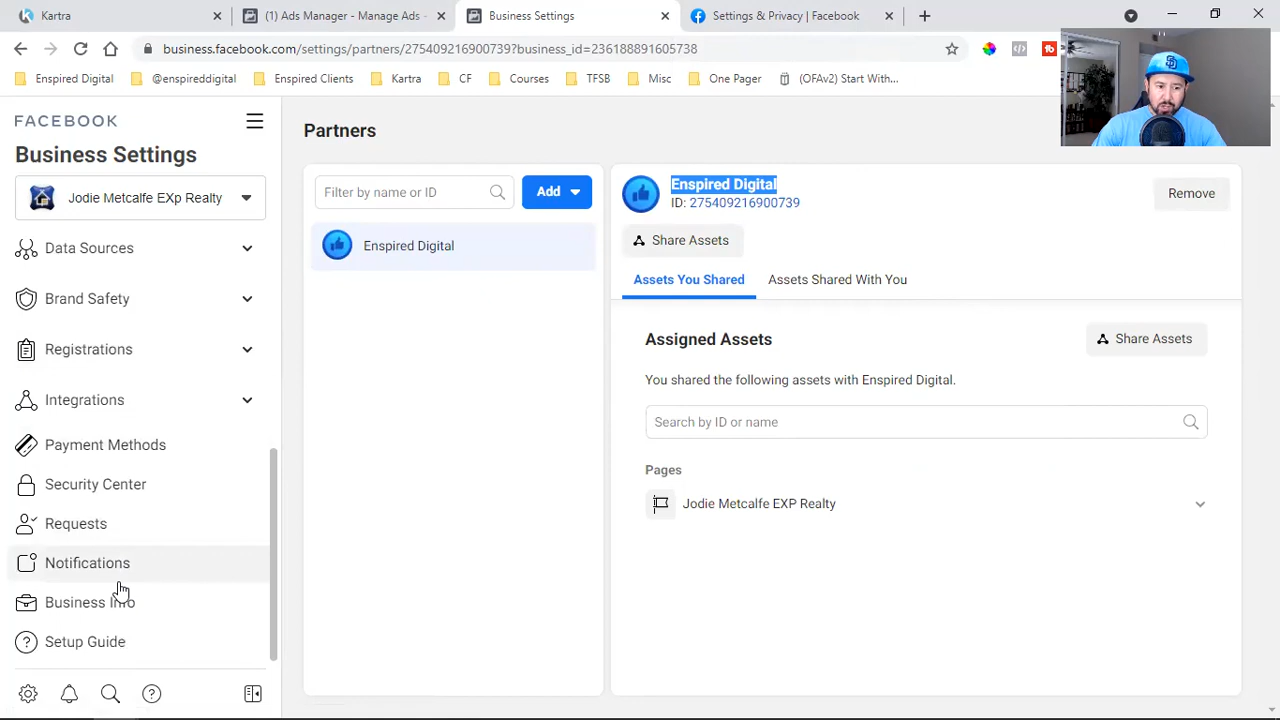 Kartra
(1) Ads Manager - Manage Ads -
Business Settings
Settings & Privacy | Facebook
business.facebook.com/settings/partners/275409216900739?business_id=236188891605738
Enspired Digital
@enspireddigital
Enspired Clients
Kartra
CF
Courses
TFSB
Misc
One Pager
(OFAv2) Start With...
FACEBOOK
Business Settings
Jodie Metcalfe EXp Realty
Data Sources
Brand Safety
Registrations
Integrations
Payment Methods
Security Center
Requests
Notifications
Business Info
Setup Guide
Partners
Filter by name or ID
Add
Enspired Digital
Enspired Digital
ID: 275409216900739
Remove
Share Assets
Assets You Shared
Assets Shared With You
Assigned Assets
Share Assets
You shared the following assets with Enspired Digital.
Search by ID or name
Pages
Jodie Metcalfe EXP Realty